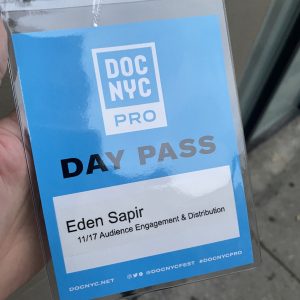 DOC
NYC
PRO
DAY PASS
Eden Sapir
11/17 Audience Engagement & Distribution
DOCNYC.NET @DOCNYCFEST #DOCNYCPRO